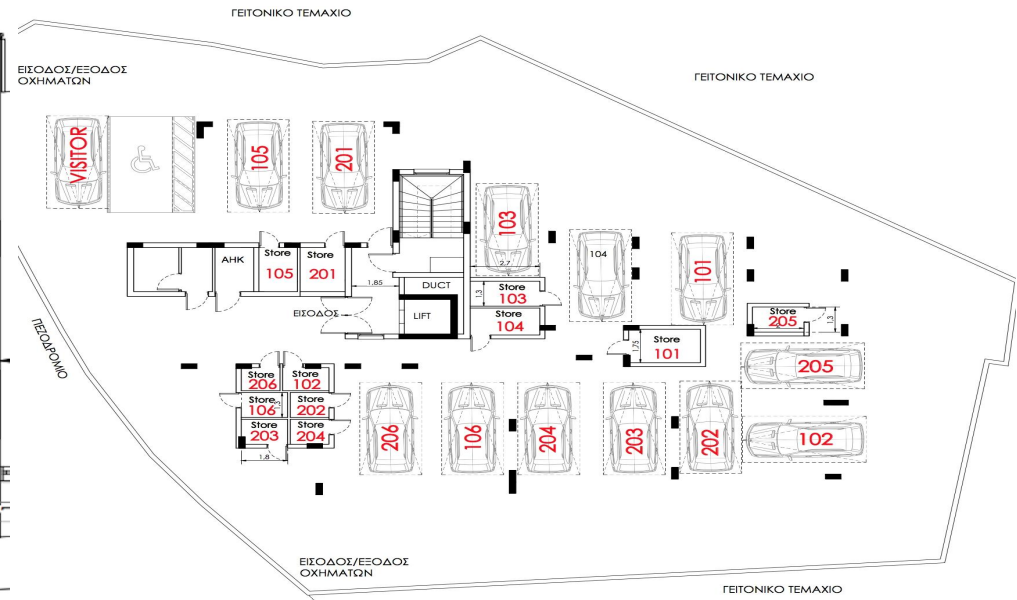 ΓΕΙΤΟΝΙΚΟ ΤΕΜΑΧΙΟ
ΕΙΣΟΔΟΣ/ΕΞΟΔΟΣ
ΟΧΗΜΑΤΩΝ
ΓΕΙΤΟΝΙΚΟ ΤΕΜΑΧΙΟ
VISITOR
105
201
103
2,7
104
101
ΑΗΚ
Store
105
Store
201
1,85
DUCT
LIFT
ΕΙΣΟΔΟΣ
1,3
Store
103
Store
104
Store
205
1,3
1,75
Store
101
205
ΠΕΖΟΔΡΟΜΙΟ
Store
206
Store
102
Store
106
1,3
Store
202
Store
203
Store
204
1,8
206
106
204
203
202
102
ΕΙΣΟΔΟΣ/ΕΞΟΔΟΣ
ΟΧΗΜΑΤΩΝ
ΓΕΙΤΟΝΙΚΟ ΤΕΜΑΧΙΟ